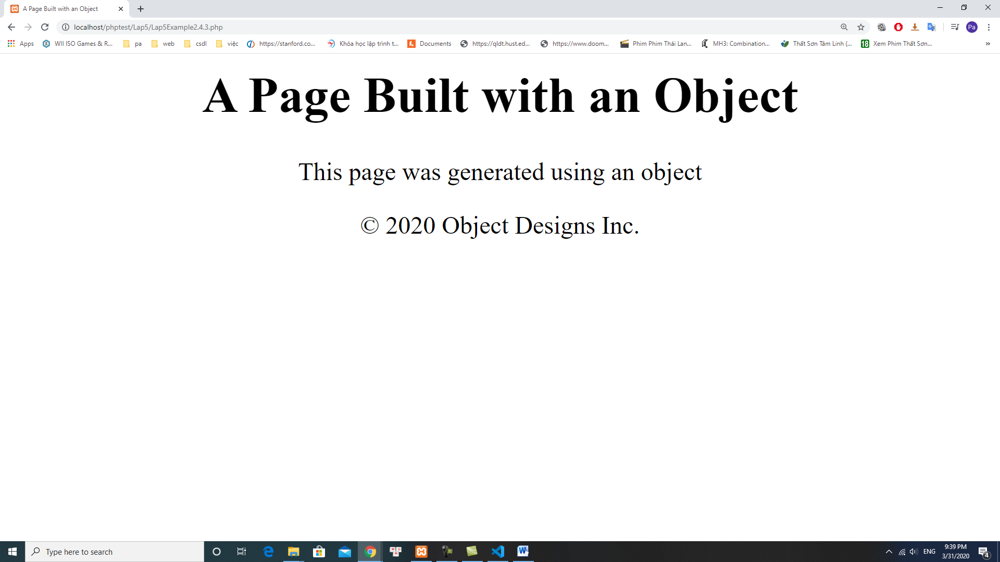 A Page Built with an Object
localhost/phptest/Lap5/Lap5Example2.4.3.php
Pa
Apps WII ISO Games & R... pa web csdl việc https://stanford.co... Khóa học lập trình t... Documents https://qldt.hust.ed... https://www.doom... Phim Phim Thái Lan... MH3: Combination... Thất Sơn Tâm Linh (... 18 Xem Phim Thất Sơn... »
A Page Built with an Object
This page was generated using an object
© 2020 Object Designs Inc.
Type here to search
ENG
9:39 PM
3/31/2020
4